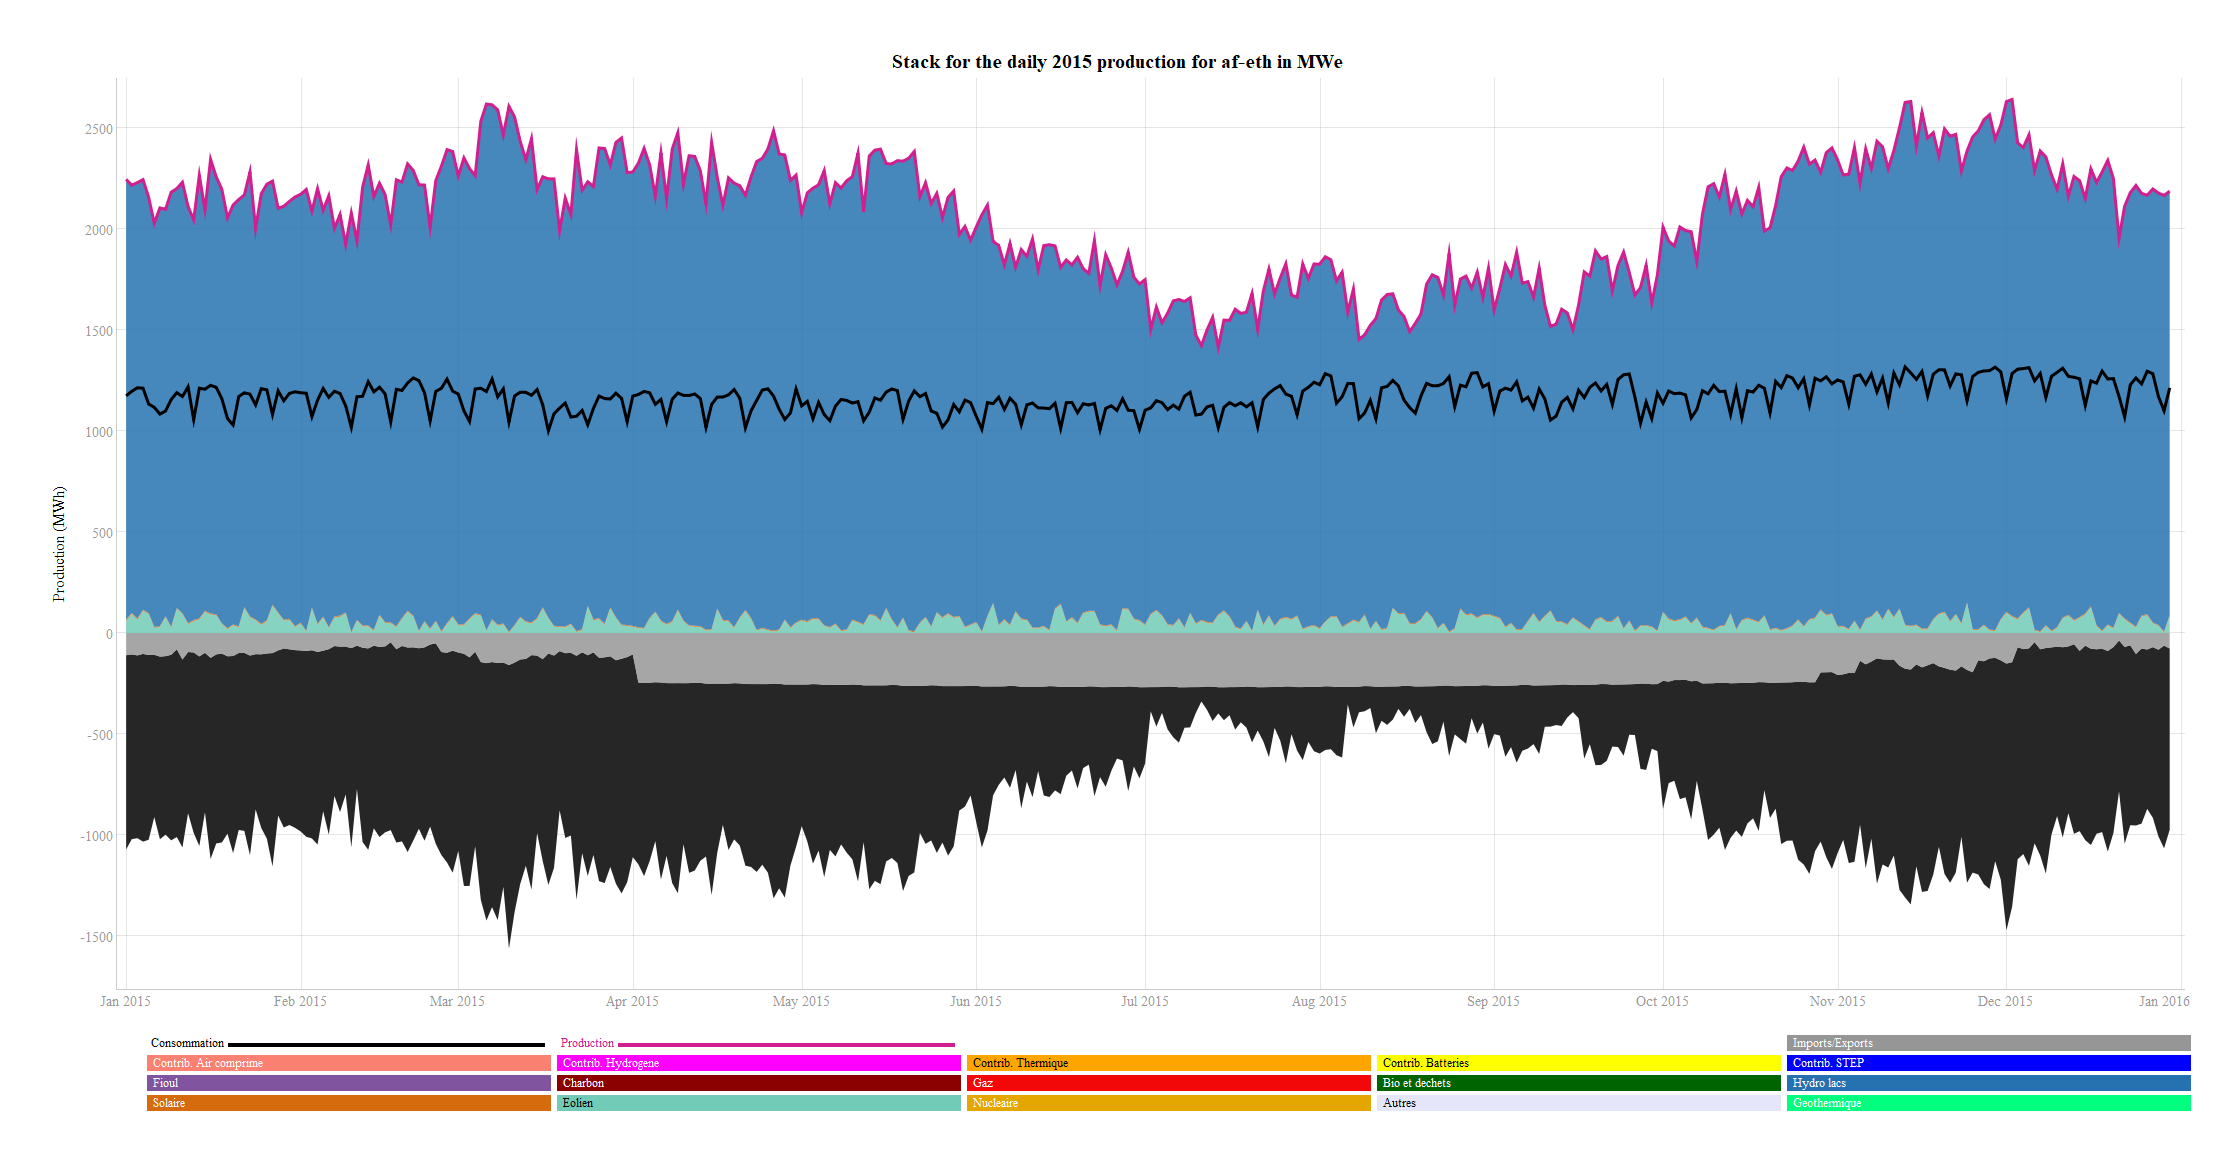 Stack for the daily 2015 production for af-eth in MWe
Production (MWh)
2500
2000
1500
1000
500
0
-500
-1000
-1500
Jan 2015 Feb 2015 Mar 2015 Apr 2015 May 2015 Jun 2015 Jul 2015 Aug 2015 Sep 2015 Oct 2015 Nov 2015 Dec 2015 Jan 2016
Consommation Production Imports/Exports
Contrib. Air comprime Contrib. Hydrogene Contrib. Thermique Contrib. Batteries Contrib. STEP
Fioul Charbon Gaz Bio et dechets Hydro lacs
Solaire Eolien Nucleaire Autres Geothermique